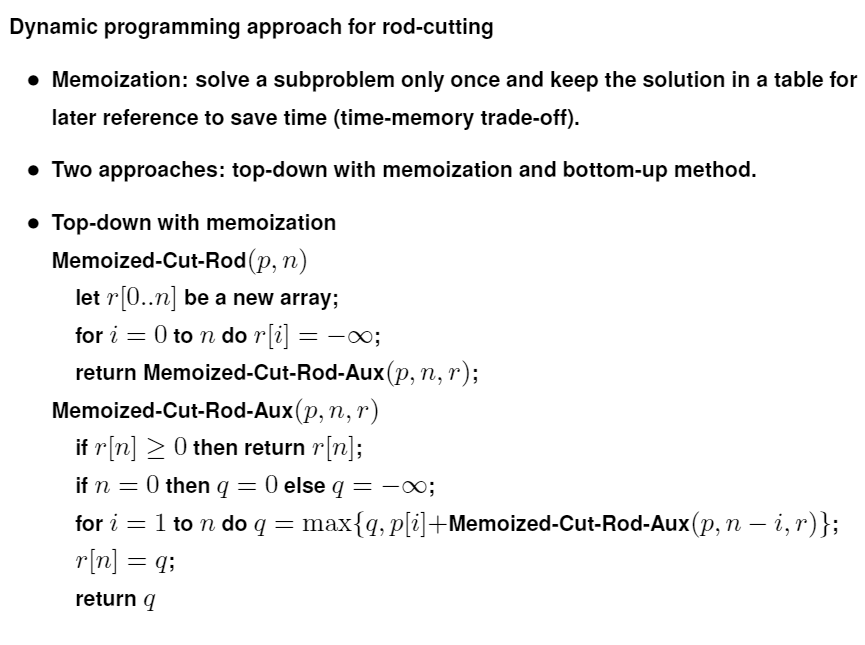 Dynamic programming approach for rod-cutting
● Memoization: solve a subproblem only once and keep the solution in a table for
later reference to save time (time-memory trade-off).
● Two approaches: top-down with memoization and bottom-up method.
● Top-down with memoization
Memoized-Cut-Rod(p, n)
let r[0..n] be a new array;
for i = 0 to n do r[i] = −∞;
return Memoized-Cut-Rod-Aux(p, n, r);
Memoized-Cut-Rod-Aux(p, n, r)
if r[n] ≥ 0 then return r[n];
if n = 0 then q = 0 else q = −∞;
for i = 1 to n do q = max{q, p[i]+Memoized-Cut-Rod-Aux(p, n − i, r)};
r[n] = q;
return q